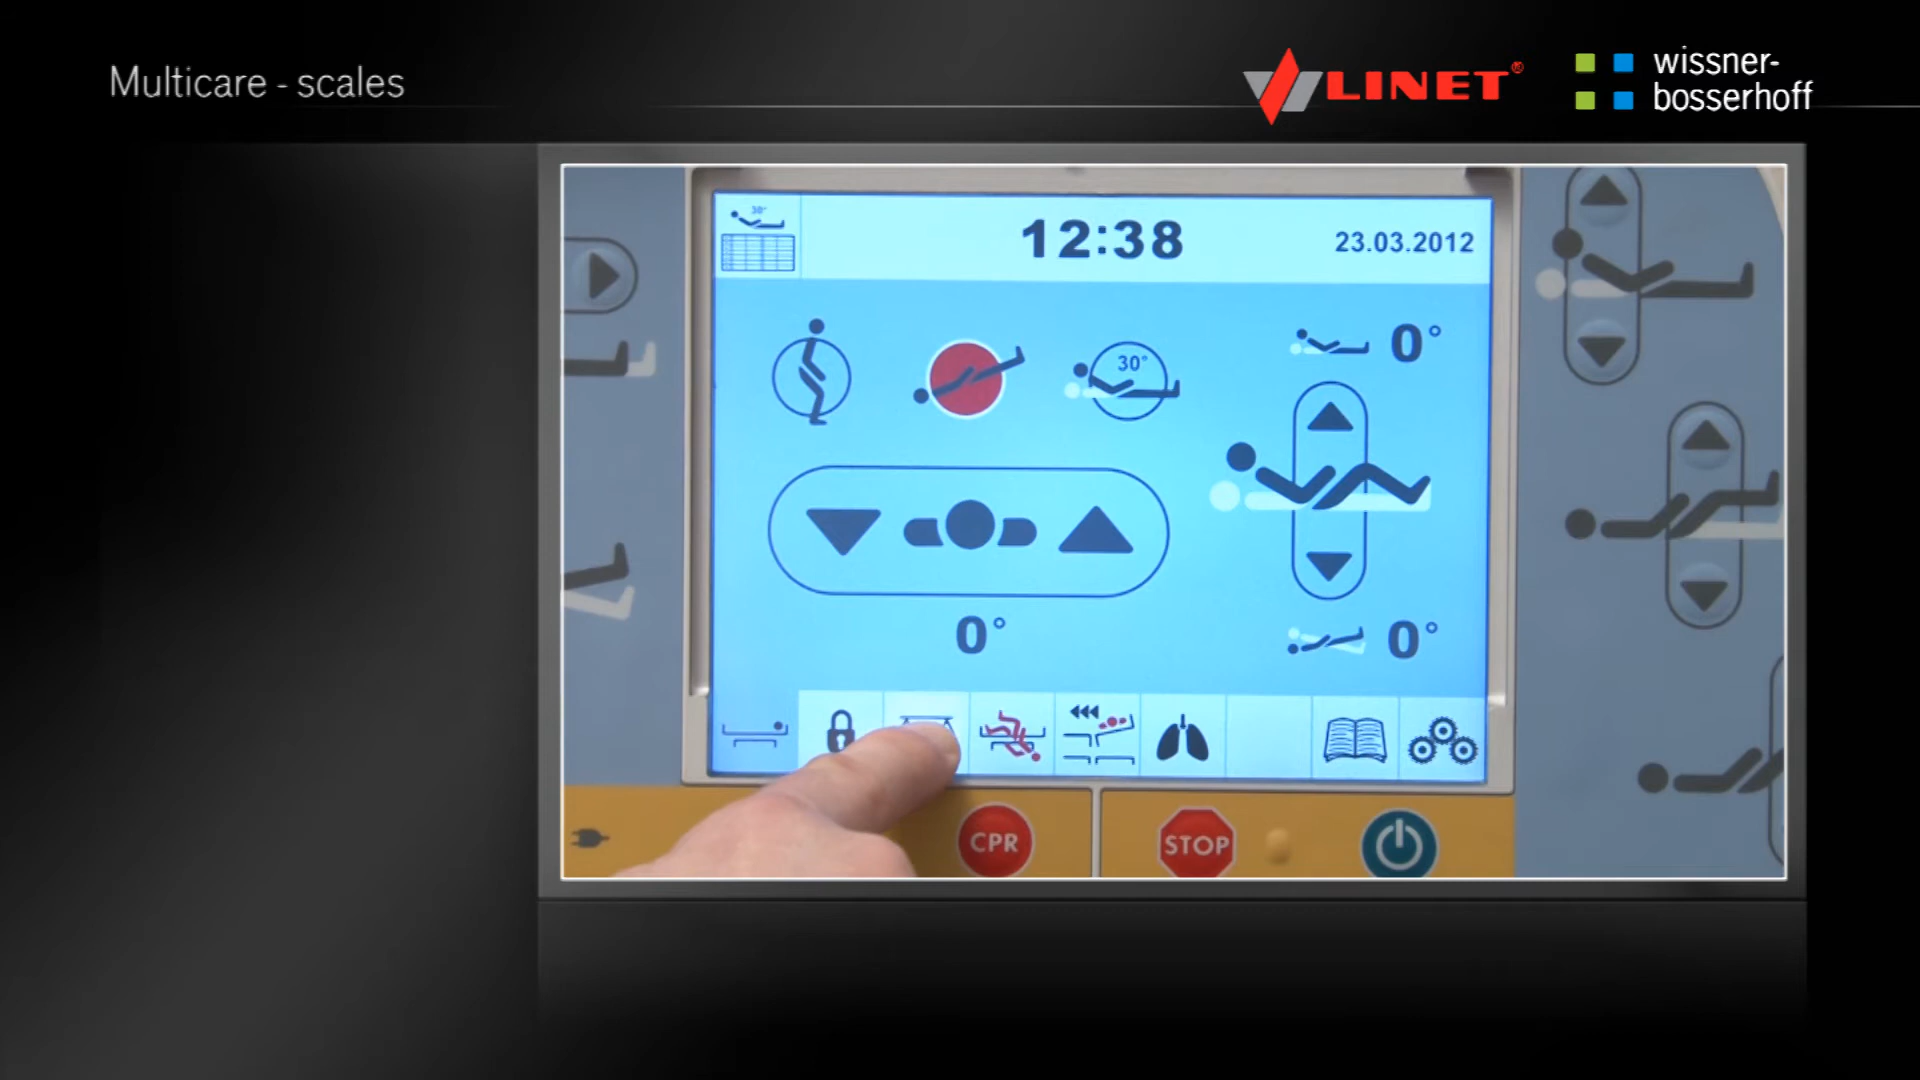 Multicare - scales
LINET®
wissner-
bosserhoff
30°
12:38
23.03.2012
30°
0°
0°
0°
CPR
STOP